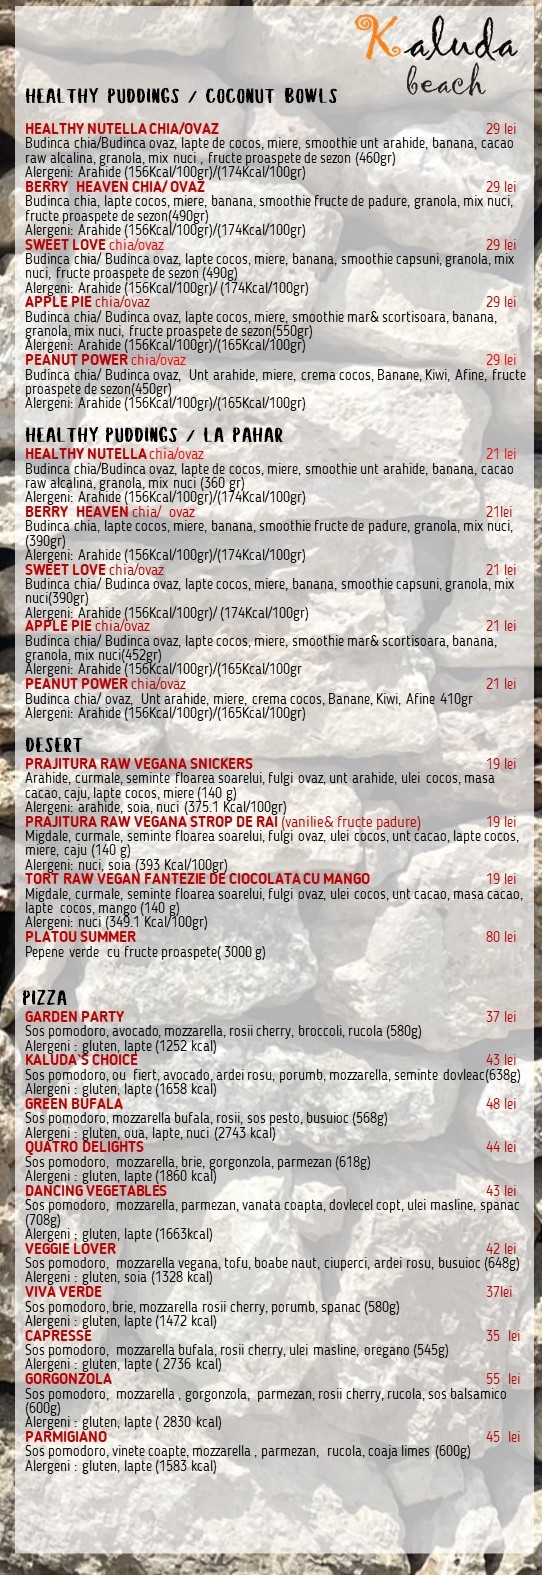 Kaluda
beach
HEALTHY PUDDINGS / COCONUT BOWLS
HEALTHY NUTELLA CHIA/OVAZ 29 lei
Budinca chia/Budinca ovaz, lapte de cocos, miere, smoothie unt arahide, banana, cacao
raw alcalina, granola, mix nuci , fructe proaspete de sezon (460gr)
Alergeni: Arahide (156Kcal/100gr)/(174Kcal/100gr)
BERRY HEAVEN CHIA/ OVAZ 29 lei
Budinca chia, lapte cocos, miere, banana, smoothie fructe de padure, granola, mix nuci,
fructe proaspete de sezon(490gr)
Alergeni: Arahide (156Kcal/100gr)/(174Kcal/100gr)
SWEET LOVE chia/ovaz 29 lei
Budinca chia/ Budinca ovaz, lapte cocos, miere, banana, smoothie capsuni, granola, mix
nuci, fructe proaspete de sezon (490g)
Alergeni: Arahide (156Kcal/100gr)/ (174Kcal/100gr)
APPLE PIE chia/ovaz 29 lei
Budinca chia/ Budinca ovaz, lapte cocos, miere, smoothie mar& scortisoara, banana,
granola, mix nuci, fructe proaspete de sezon(550gr)
Alergeni: Arahide (156Kcal/100gr)/(165Kcal/100gr)
PEANUT POWER chia/ovaz 29 lei
Budinca chia/ Budinca ovaz, Unt arahide, miere, crema cocos, Banane, Kiwi, Afine, fructe
proaspete de sezon(450gr)
Alergeni: Arahide (156Kcal/100gr)/(165Kcal/100gr)
HEALTHY PUDDINGS / LA PAHAR
HEALTHY NUTELLA chia/ovaz 21 lei
Budinca chia/Budinca ovaz, lapte de cocos, miere, smoothie unt arahide, banana, cacao
raw alcalina, granola, mix nuci (360 gr)
Alergeni: Arahide (156Kcal/100gr)/(174Kcal/100gr)
BERRY HEAVEN chia/ ovaz 21lei
Budinca chia, lapte cocos, miere, banana, smoothie fructe de padure, granola, mix nuci,
(390gr)
Alergeni: Arahide (156Kcal/100gr)/(174Kcal/100gr)
SWEET LOVE chia/ovaz 21 lei
Budinca chia/ Budinca ovaz, lapte cocos, miere, banana, smoothie capsuni, granola, mix
nuci(390gr)
Alergeni: Arahide (156Kcal/100gr)/ (174Kcal/100gr)
APPLE PIE chia/ovaz 21 lei
Budinca chia/ Budinca ovaz, lapte cocos, miere, smoothie mar& scortisoara, banana,
granola, mix nuci(452gr)
Alergeni: Arahide (156Kcal/100gr)/(165Kcal/100gr
PEANUT POWER chia/ovaz 21 lei
Budinca chia/ ovaz, Unt arahide, miere, crema cocos, Banane, Kiwi, Afine 410gr
Alergeni: Arahide (156Kcal/100gr)/(165Kcal/100gr)
DESERT
PRAJITURA RAW VEGANA SNICKERS 19 lei
Arahide, curmale, seminte floarea soarelui, fulgi ovaz, unt arahide, ulei cocos, masa
cacao, caju, lapte cocos, miere (140 g)
Alergeni: arahide, soia, nuci (375.1 Kcal/100gr)
PRAJITURA RAW VEGANA STROP DE RAI (vanilie& fructe padure) 19 lei
Migdale, curmale, seminte floarea soarelui, fulgi ovaz, ulei cocos, unt cacao, lapte cocos,
miere, caju (140 g)
Alergeni: nuci, soia (393 Kcal/100gr)
TORT RAW VEGAN FANTEZIE DE CIOCOLATA CU MANGO 19 lei
Migdale, curmale, seminte floarea soarelui, fulgi ovaz, ulei cocos, unt cacao, masa cacao,
lapte cocos, mango (140 g)
Alergeni: nuci (349.1 Kcal/100gr)
PLATOU SUMMER 80 lei
Pepene verde cu fructe proaspete( 3000 g)
PIZZA
GARDEN PARTY 37 lei
Sos pomodoro, avocado, mozzarella, rosii cherry, broccoli, rucola (580g)
Alergeni : gluten, lapte (1252 kcal)
KALUDA`S CHOICE 43 lei
Sos pomodoro, ou fiert, avocado, ardei rosu, porumb, mozzarella, seminte dovleac(638g)
Alergeni : gluten, lapte (1658 kcal)
GREEN BUFALA 48 lei
Sos pomodoro, mozzarella bufala, rosii, sos pesto, busuioc (568g)
Alergeni : gluten, oua, lapte, nuci (2743 kcal)
QUATRO DELIGHTS 44 lei
Sos pomodoro, mozzarella, brie, gorgonzola, parmezan (618g)
Alergeni : gluten, lapte (1860 kcal)
DANCING VEGETABLES 43 lei
Sos pomodoro, mozzarella, parmezan, vanata coapta, dovlecel copt, ulei masline, spanac
(708g)
Alergeni : gluten, lapte (1663kcal)
VEGGIE LOVER 42 lei
Sos pomodoro, mozzarella vegana, tofu, boabe naut, ciuperci, ardei rosu, busuioc (648g)
Alergeni : gluten, soia (1328 kcal)
VIVA VERDE 37lei
Sos pomodoro, brie, mozzarella rosii cherry, porumb, spanac (580g)
Alergeni : gluten, lapte (1472 kcal)
CAPRESSE 35 lei
Sos pomodoro, mozzarella bufala, rosii cherry, ulei masline, oregano (545g)
Alergeni : gluten, lapte ( 2736 kcal)
GORGONZOLA 55 lei
Sos pomodoro, mozzarella , gorgonzola, parmezan, rosii cherry, rucola, sos balsamico
(600g)
Alergeni : gluten, lapte ( 2830 kcal)
PARMIGIANO 45 lei
Sos pomodoro, vinete coapte, mozzarella , parmezan, rucola, coaja limes (600g)
Alergeni : gluten, lapte (1583 kcal)